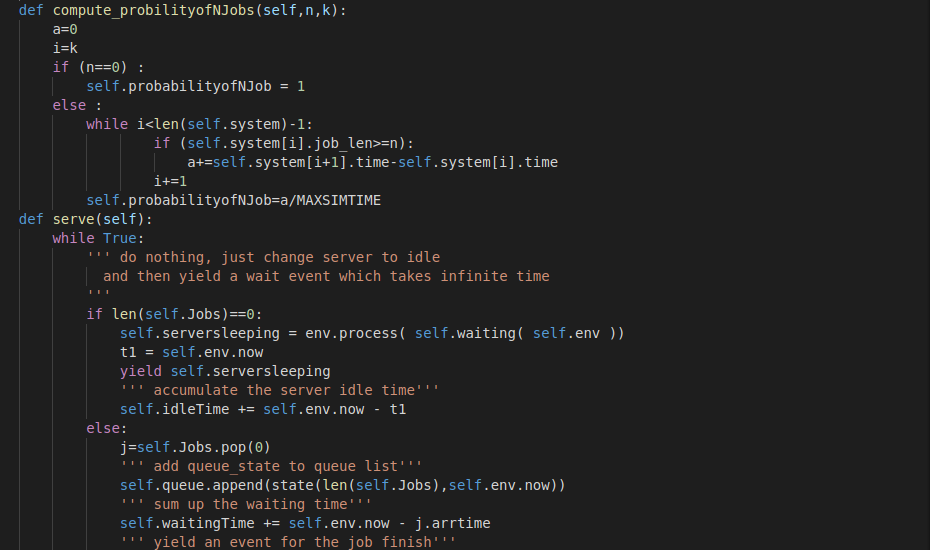 def compute_probilityofNJobs(self,n,k):
    a=0
    i=k
    if (n==0) :
        self.probabilityofNJob = 1
    else :
        while i<len(self.system)-1:
                if (self.system[i].job_len>=n):
                    a+=self.system[i+1].time-self.system[i].time
                i+=1
        self.probabilityofNJob=a/MAXSIMTIME
def serve(self):
    while True:
        ''' do nothing, just change server to idle
          and then yield a wait event which takes infinite time
        '''
        if len(self.Jobs)==0:
            self.serversleeping = env.process( self.waiting( self.env ))
            t1 = self.env.now
            yield self.serversleeping
            ''' accumulate the server idle time'''
            self.idleTime += self.env.now - t1
        else:
            j=self.Jobs.pop(0)
            ''' add queue_state to queue list'''
            self.queue.append(state(len(self.Jobs),self.env.now))
            ''' sum up the waiting time'''
            self.waitingTime += self.env.now - j.arrtime
            ''' yield an event for the job finish'''